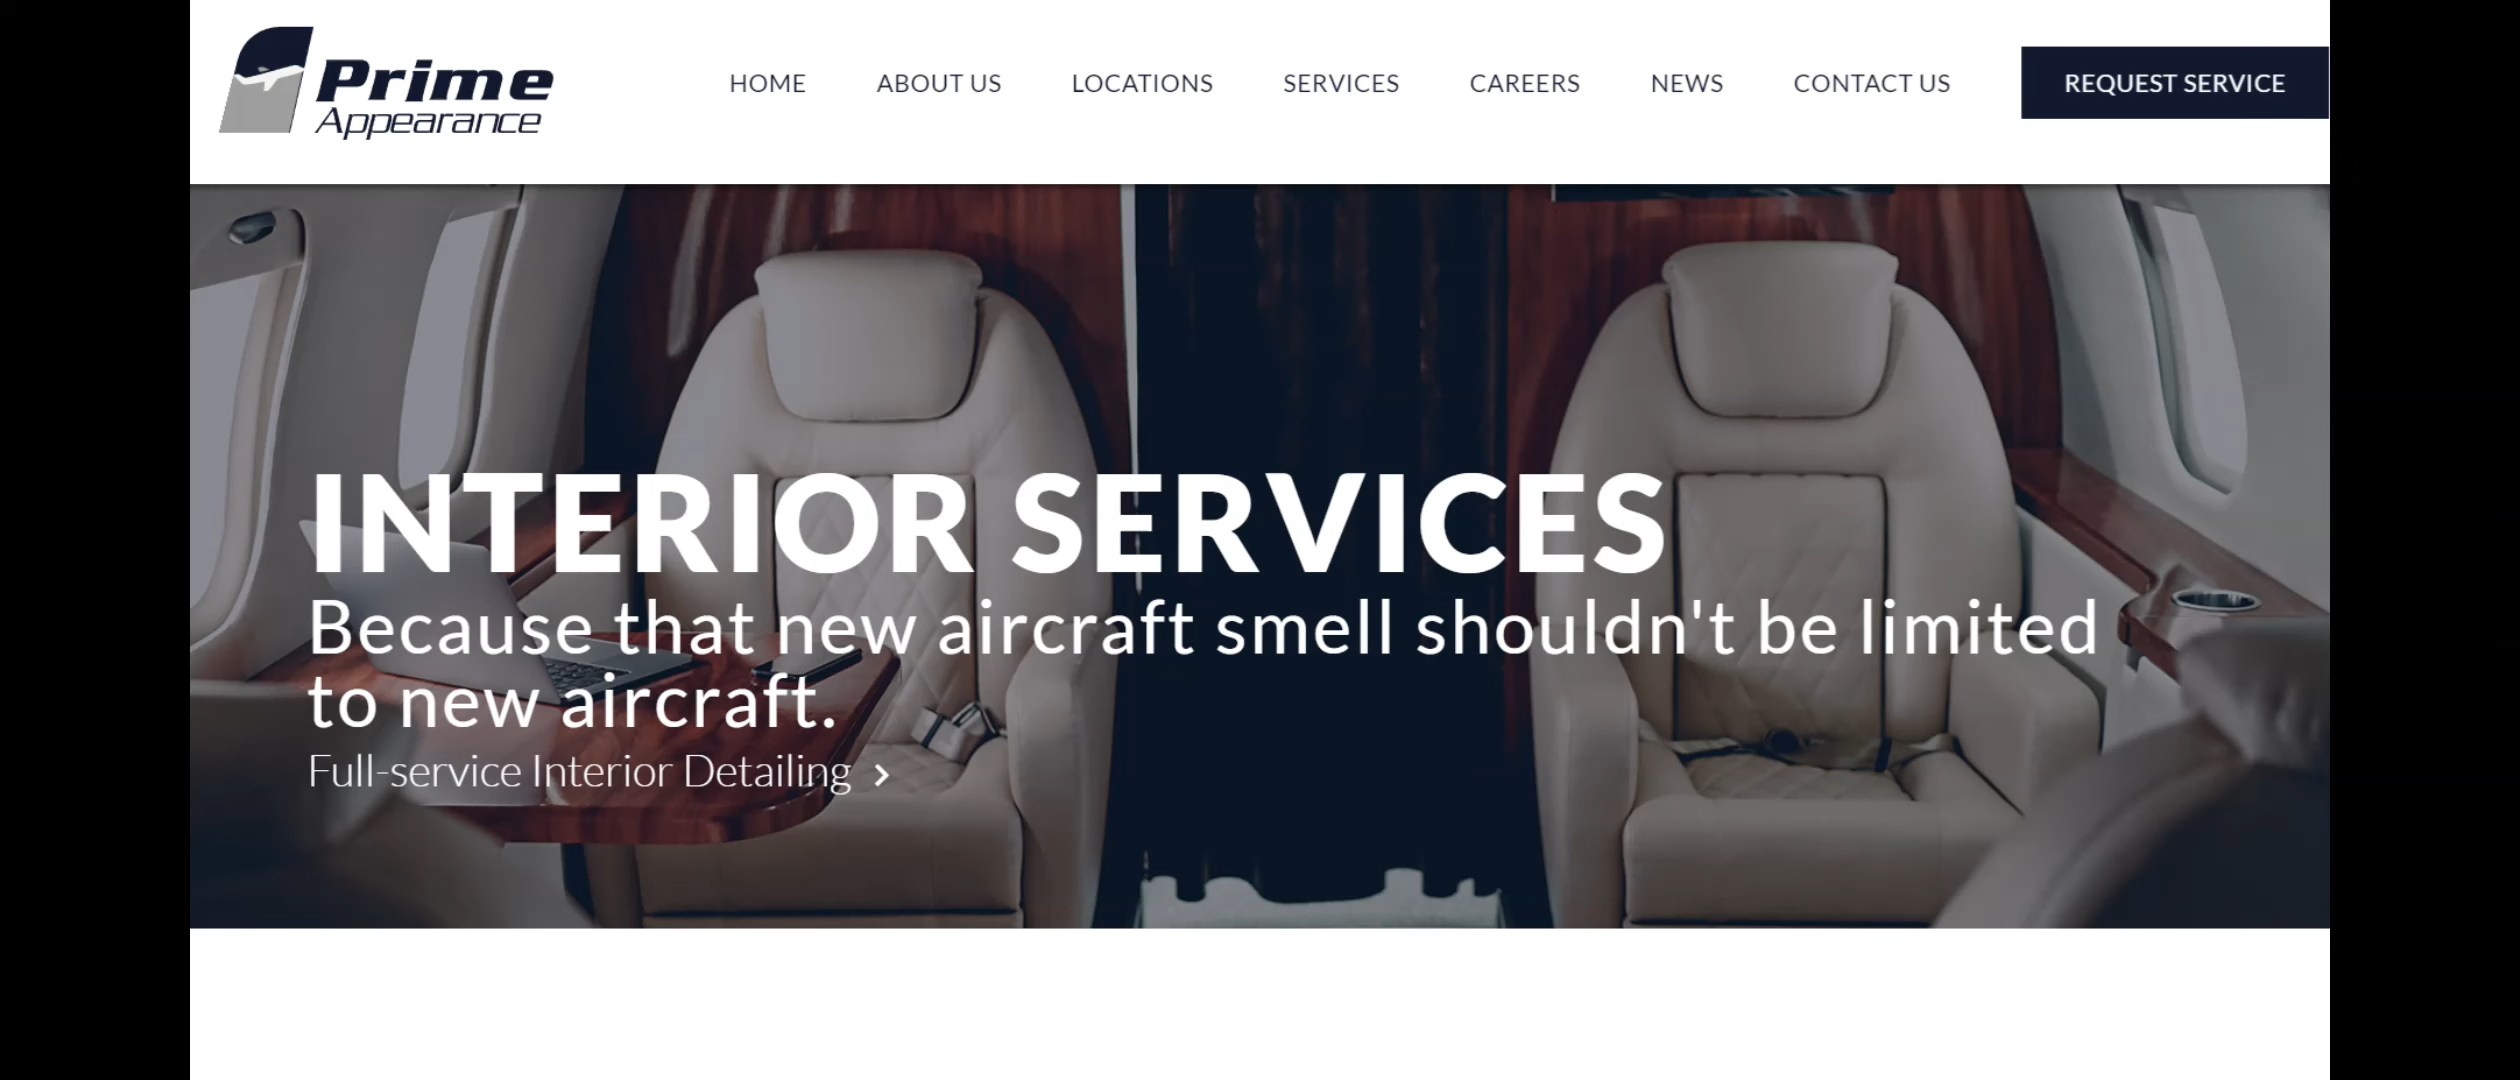 Prime
Appearance
HOME ABOUT US LOCATIONS SERVICES CAREERS NEWS CONTACT US REQUEST SERVICE
INTERIOR SERVICES
Because that new aircraft smell shouldn't be limited
to new aircraft.
Full-service Interior Detailing